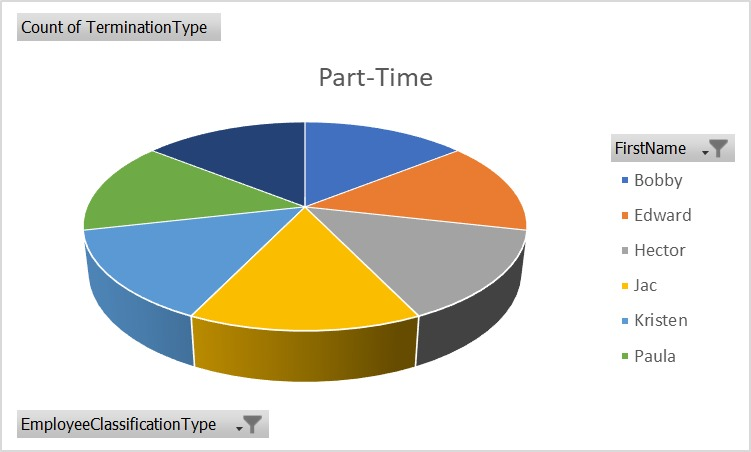 Count of TerminationType
Part-Time
FirstName
Bobby
Edward
Hector
Jac
Kristen
Paula
EmployeeClassificationType